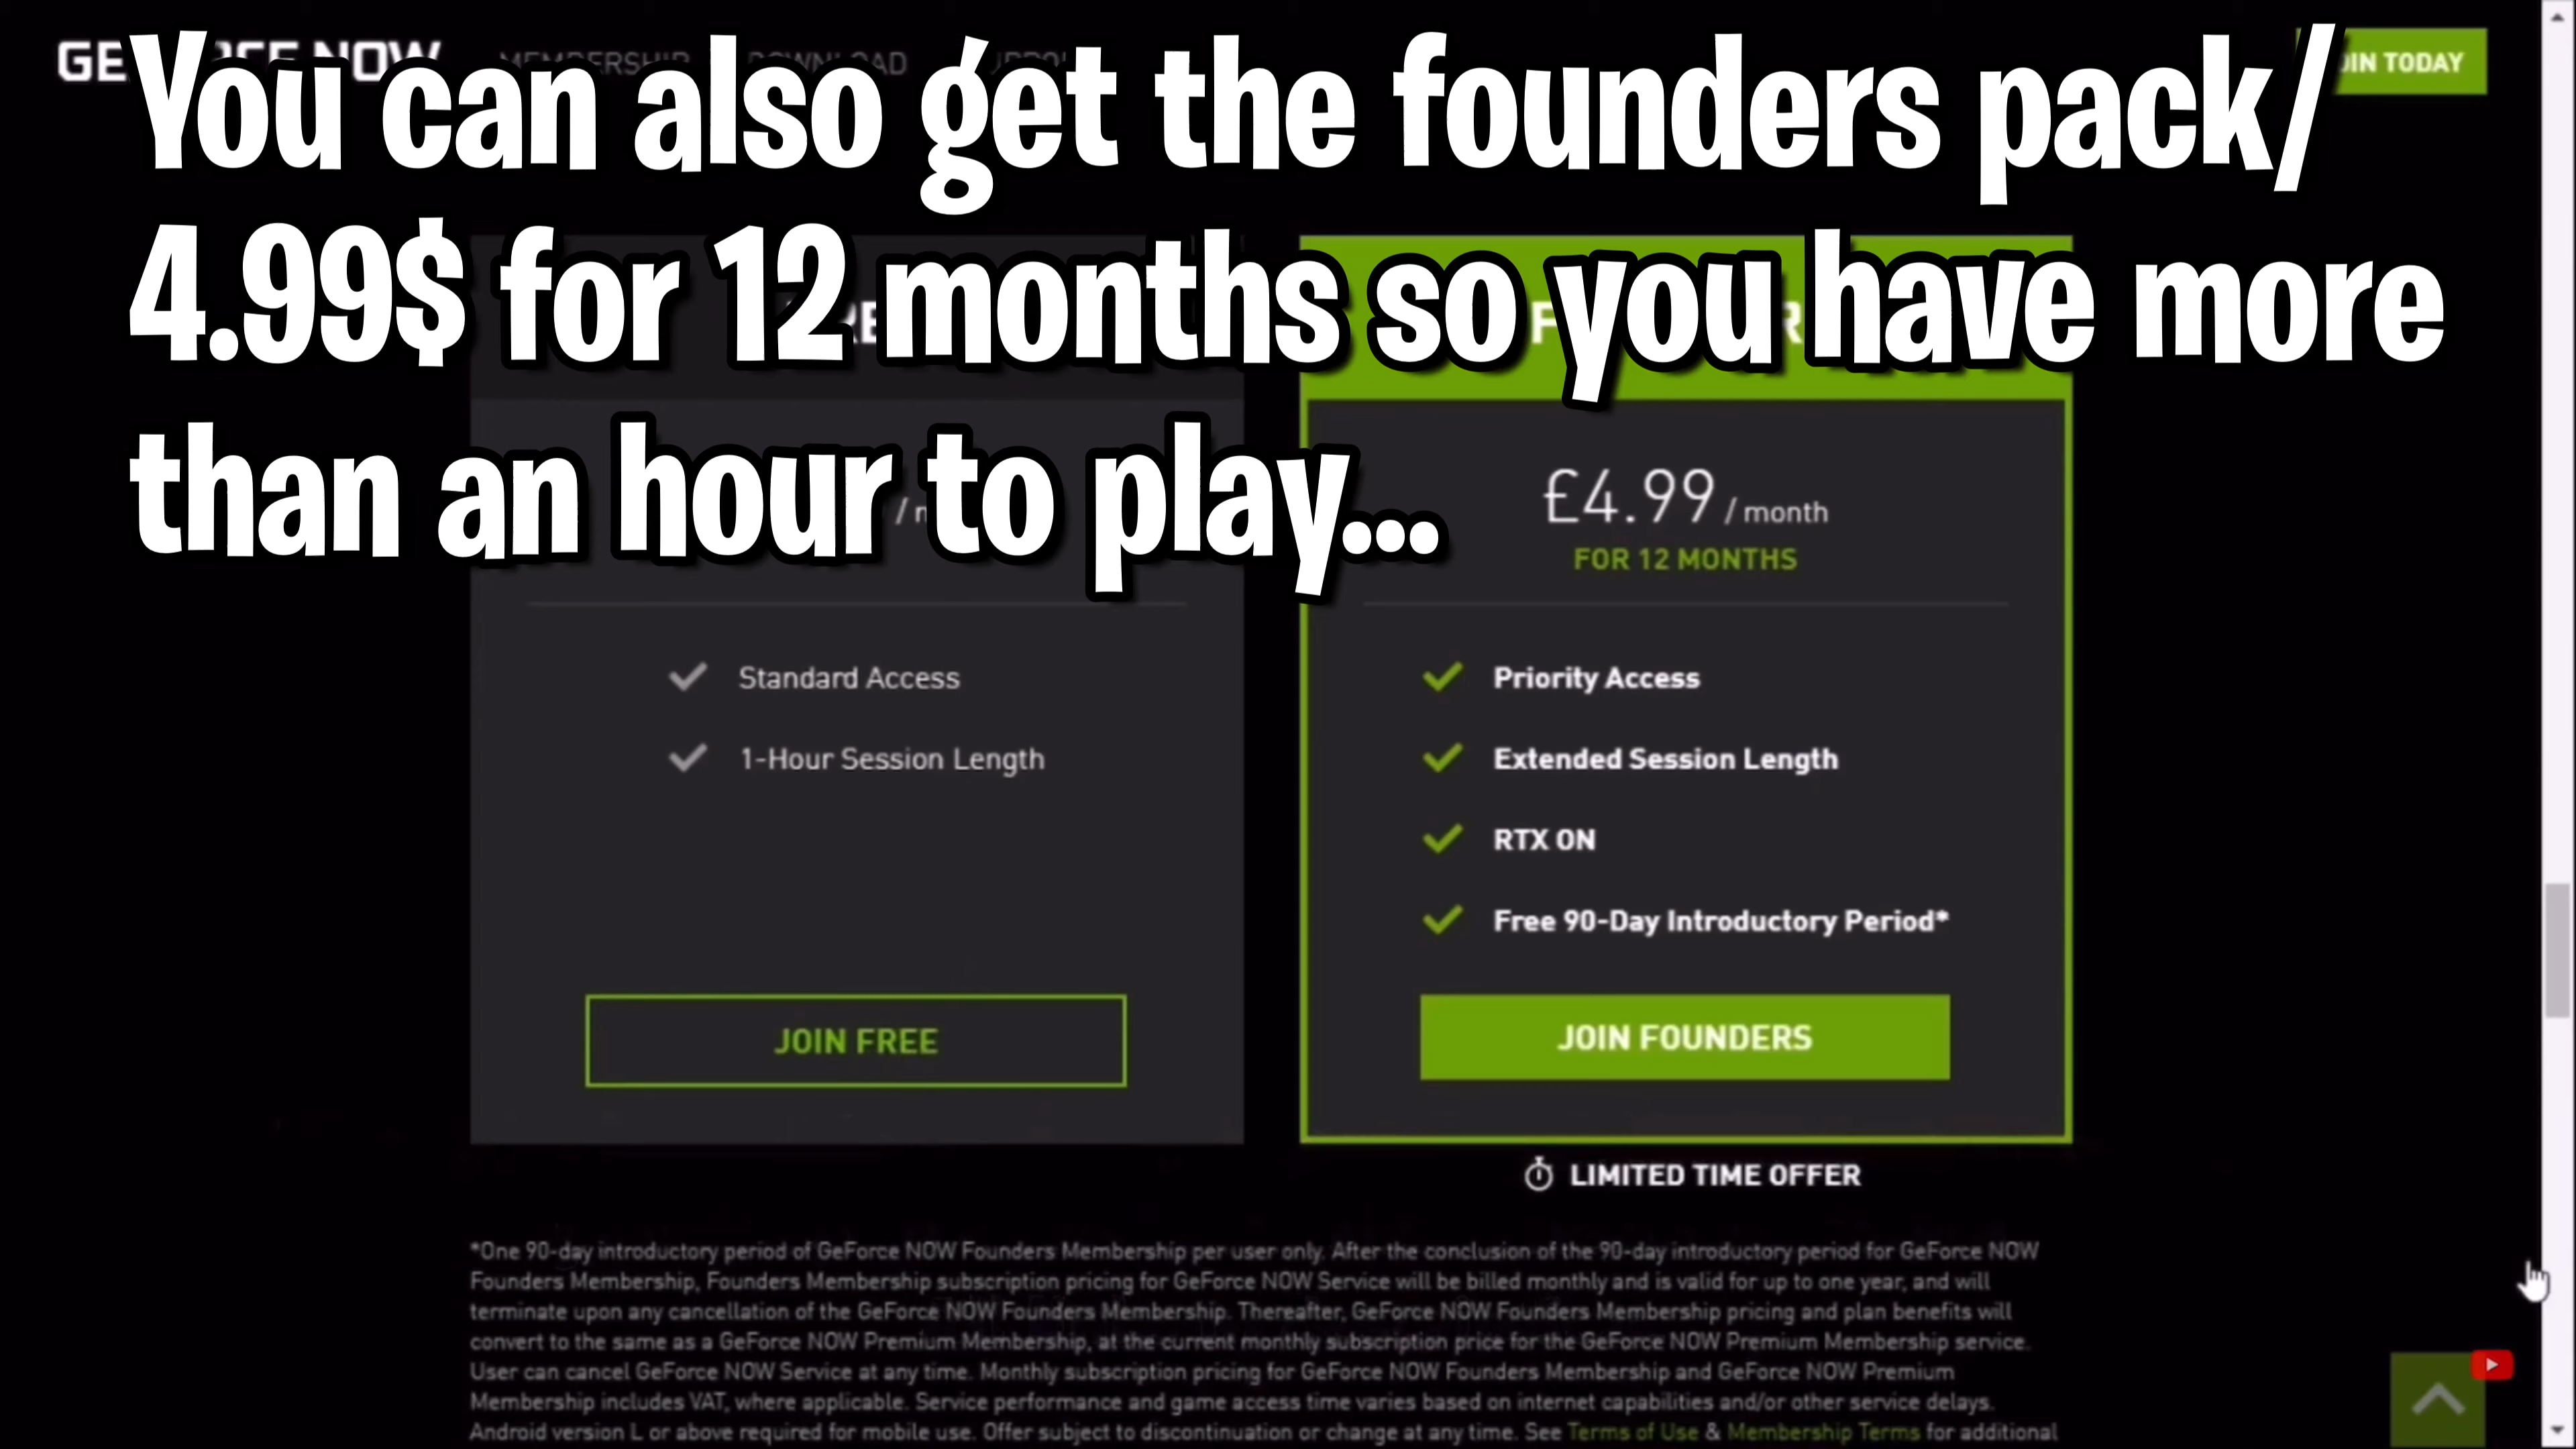 You can also get the founders pack/
4.99$ for 12 months so you have more
than an hour to play...
£4.99 / month
FOR 12 MONTHS
Standard Access
1-Hour Session Length
Priority Access
Extended Session Length
RTX ON
Free 90-Day Introductory Period*
JOIN FREE
JOIN FOUNDERS
LIMITED TIME OFFER
*One 90-day introductory period of GeForce NOW Founders Membership per user only. After the conclusion of the 90-day introductory period for GeForce NOW
Founders Membership, Founders Membership subscription pricing for GeForce NOW Service will be billed monthly and is valid for up to one year, and will
terminate upon any cancellation of the GeForce NOW Founders Membership. Thereafter, GeForce NOW Founders Membership pricing and plan benefits will
convert to the same as a GeForce NOW Premium Membership, at the current monthly subscription price for the GeForce NOW Premium Membership service.
User can cancel GeForce NOW Service at any time. Monthly subscription pricing for GeForce NOW Founders Membership and GeForce NOW Premium
Membership includes VAT, where applicable. Service performance and game access time varies based on internet capabilities and/or other service delays.
Android version L or above required for mobile use. Offer subject to discontinuation or change at any time. See Terms of Use & Membership Terms for additional